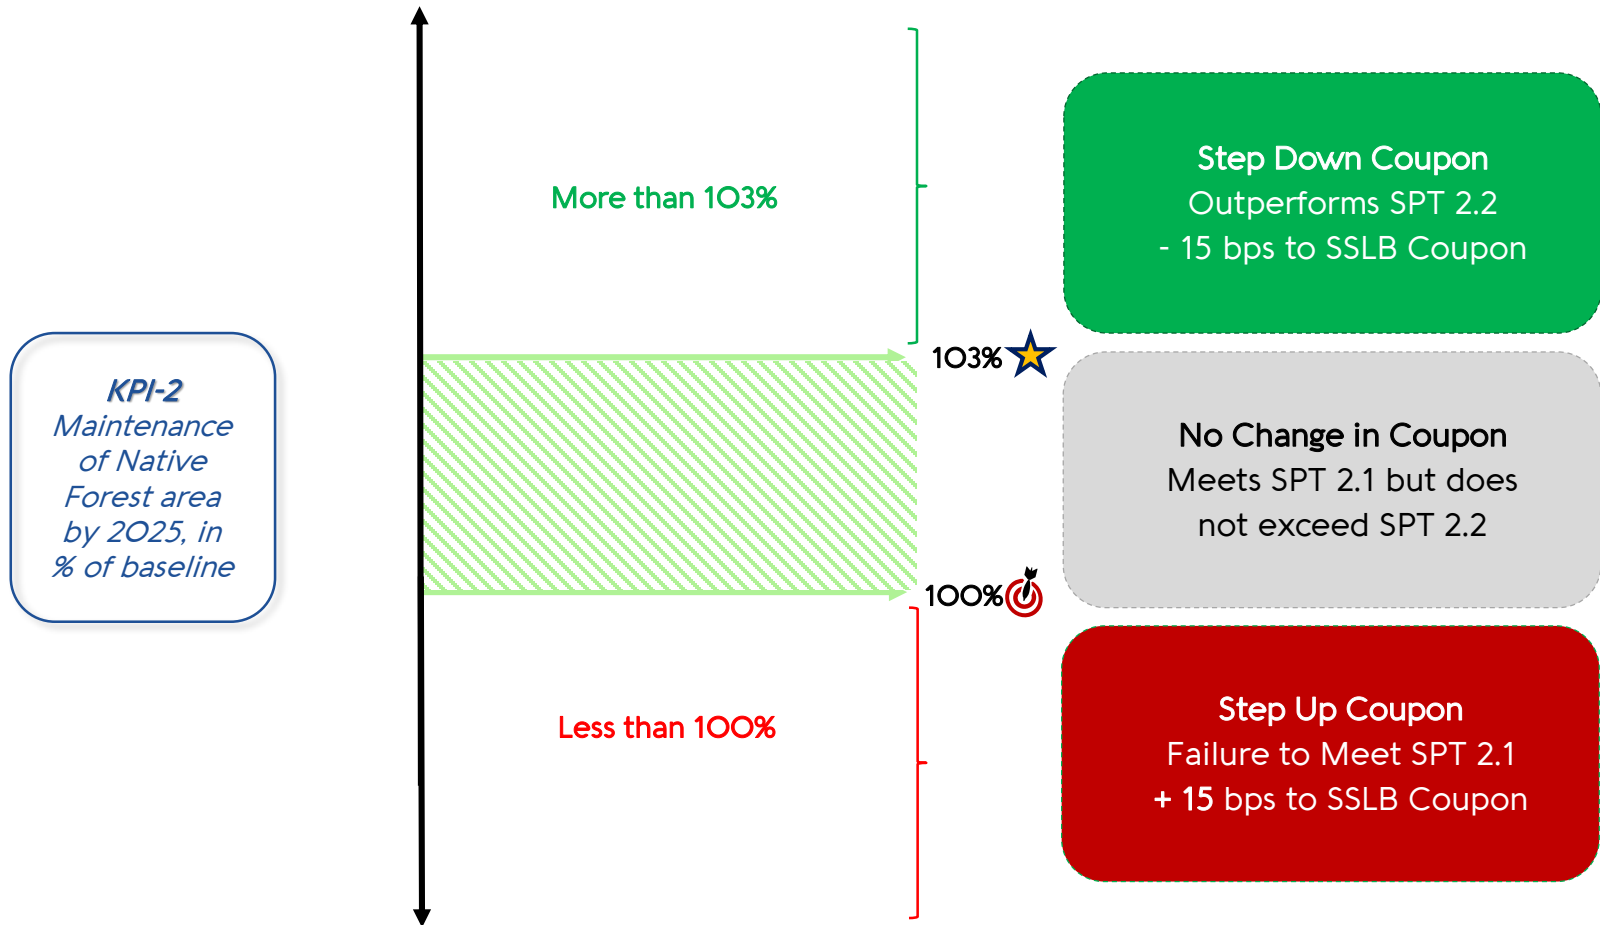 KPI-2
Maintenance
of Native
Forest area
by 2025, in
% of baseline
More than 103%
103%
100%
Less than 100%
Step Down Coupon
Outperforms SPT 2.2
- 15 bps to SSLB Coupon
No Change in Coupon
Meets SPT 2.1 but does
not exceed SPT 2.2
Step Up Coupon
Failure to Meet SPT 2.1
+ 15 bps to SSLB Coupon